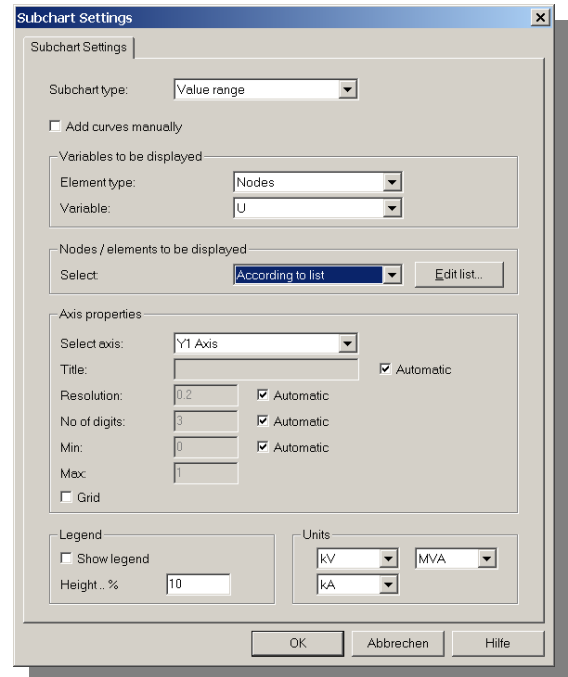 Subchart Settings
Subchart Settings
Subchart type: Value range
Add curves manually
Variables to be displayed
Element type: Nodes
Variable: U
Nodes / elements to be displayed
Select: According to list Edit list...
Axis properties
Select axis: Y1 Axis
Title: Automatic
Resolution: 0.2 Automatic
No of digits: 3 Automatic
Min: 0 Automatic
Max: 1
Grid
Legend
Show legend
Height .. % 10
Units
kV MVA
kA
OK Abbrechen Hilfe